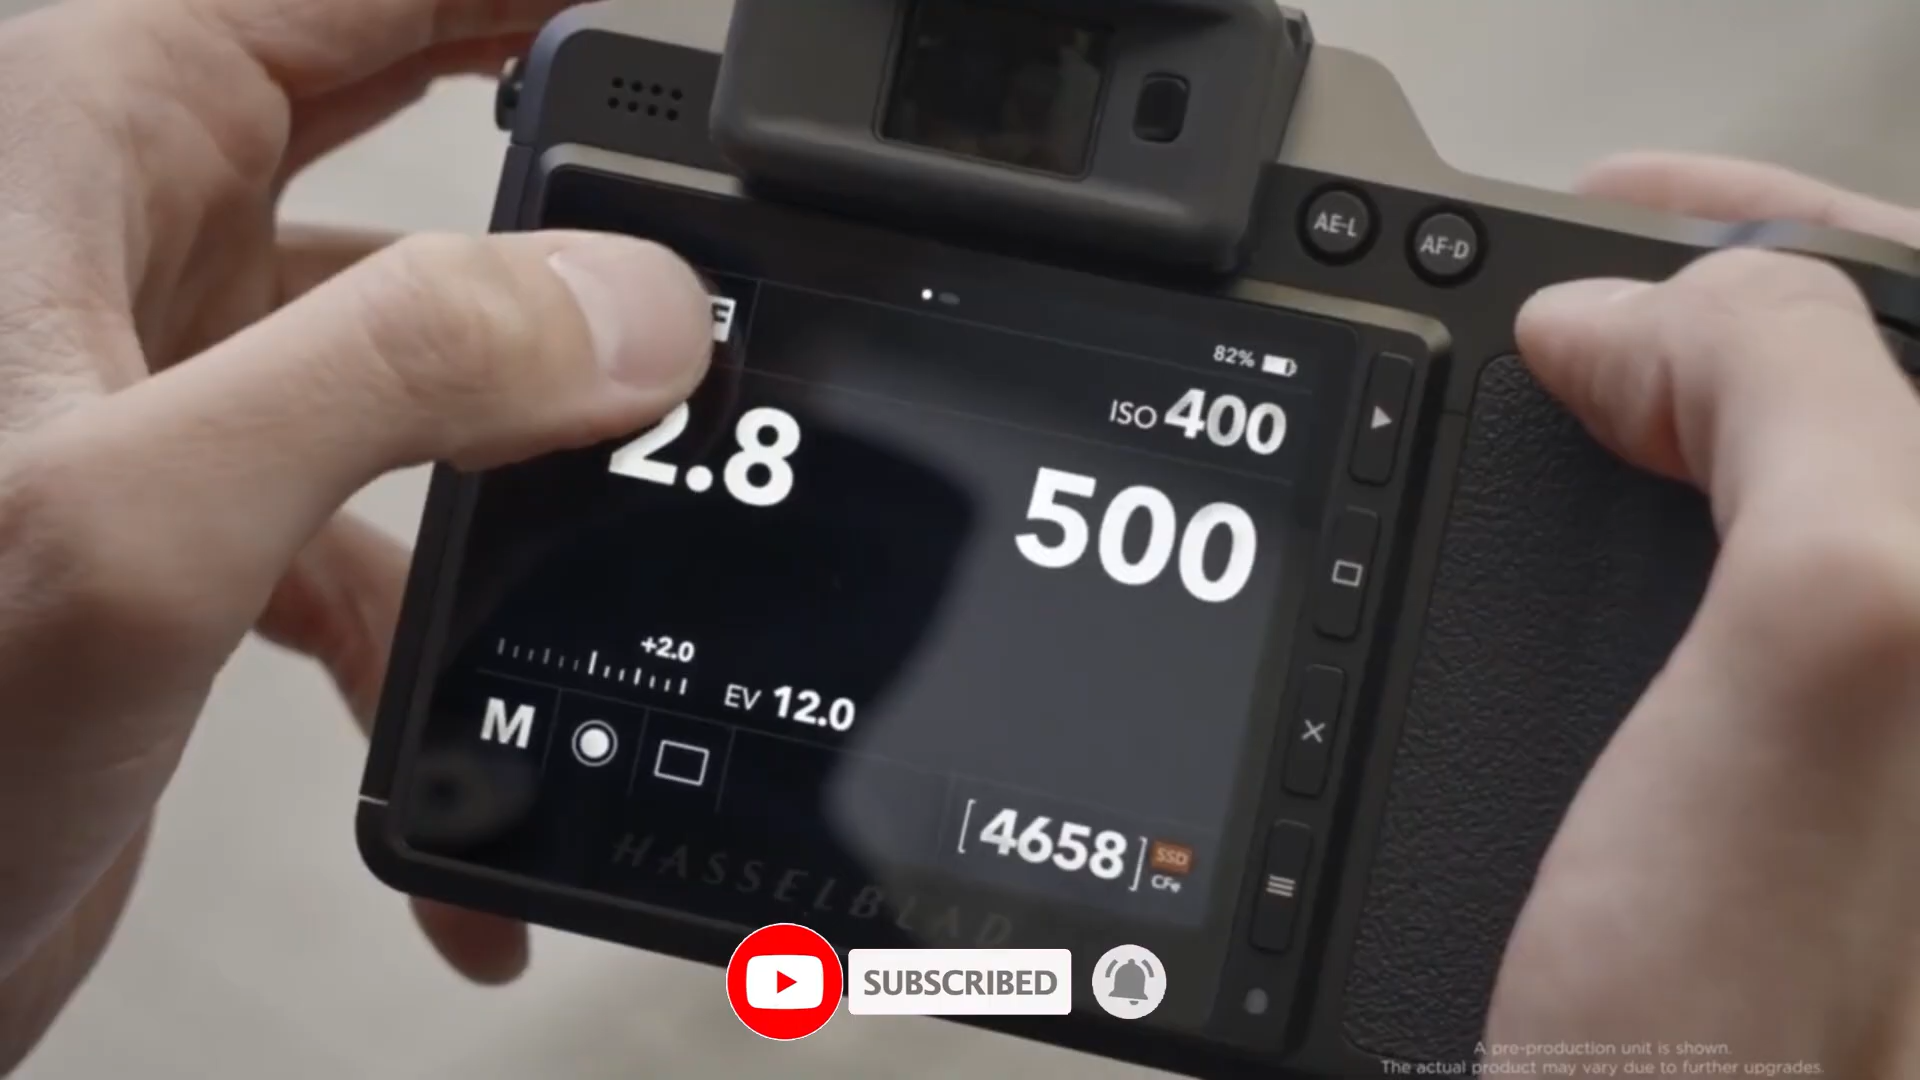 AE-L
AF-D
82%
ISO 400
2.8
500
+2.0
EV 12.0
M
[4658]
SSD
CFe
HASSELBLAD
SUBSCRIBED
A pre-production unit is shown.
The actual product may vary due to further upgrades.